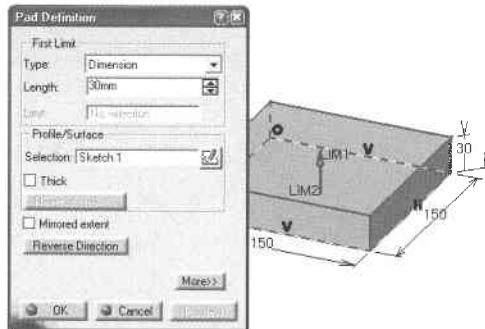 Pad Definition
First Limit
Type: Dimension
Length: 30mm
Limit: No selection
Profile/Surface
Selection: Sketch.1
Thick
Mirrored extent
Reverse Direction
More>>
OK
Cancel
LIM1
LIM2
V
V
V
H
30
150
150